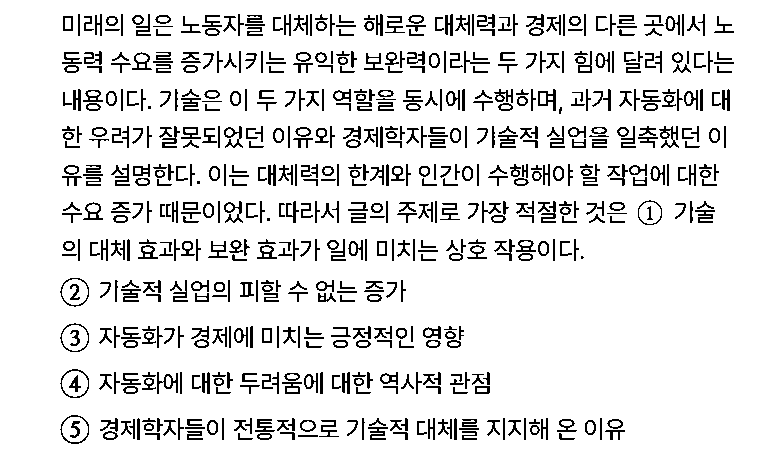 미래의 일은 노동자를 대체하는 해로운 대체력과 경제의 다른 곳에서 노
동력 수요를 증가시키는 유익한 보완력이라는 두 가지 힘에 달려 있다는
내용이다. 기술은 이 두 가지 역할을 동시에 수행하며, 과거 자동화에 대
한 우려가 잘못되었던 이유와 경제학자들이 기술적 실업을 일축했던 이
유를 설명한다. 이는 대체력의 한계와 인간이 수행해야 할 작업에 대한
수요 증가 때문이었다. 따라서 글의 주제로 가장 적절한 것은 ① 기술
의 대체 효과와 보완 효과가 일에 미치는 상호 작용이다.
② 기술적 실업의 피할 수 없는 증가
③ 자동화가 경제에 미치는 긍정적인 영향
④ 자동화에 대한 두려움에 대한 역사적 관점
⑤ 경제학자들이 전통적으로 기술적 대체를 지지해 온 이유